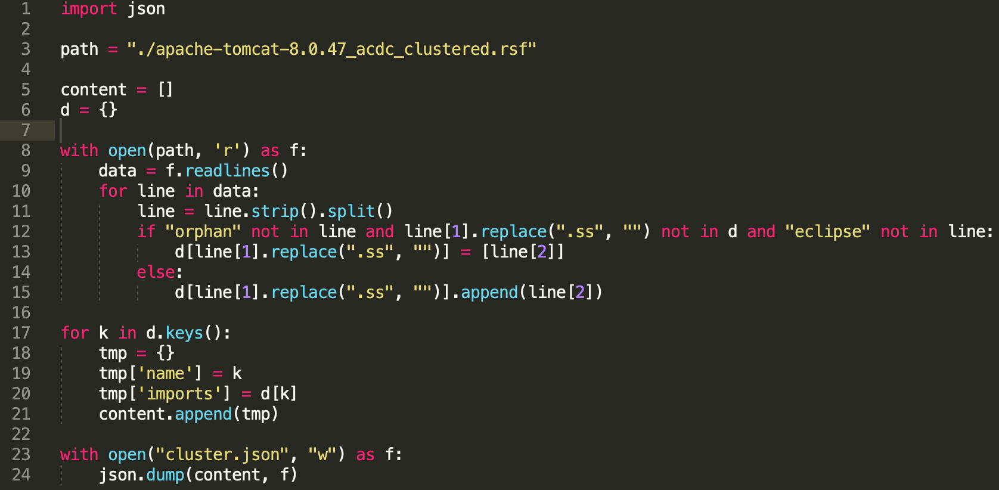 1 import json
2
3 path = "./apache-tomcat-8.0.47_acdc_clustered.rsf"
4
5 content = []
6 d = {}
7
8 with open(path, 'r') as f:
9     data = f.readlines()
10     for line in data:
11         line = line.strip().split()
12         if "orphan" not in line and line[1].replace(".ss", "") not in d and "eclipse" not in line:
13             d[line[1].replace(".ss", "")] = [line[2]]
14         else:
15             d[line[1].replace(".ss", "")].append(line[2])
16
17 for k in d.keys():
18     tmp = {}
19     tmp['name'] = k
20     tmp['imports'] = d[k]
21     content.append(tmp)
22
23 with open("cluster.json", "w") as f:
24     json.dump(content, f)